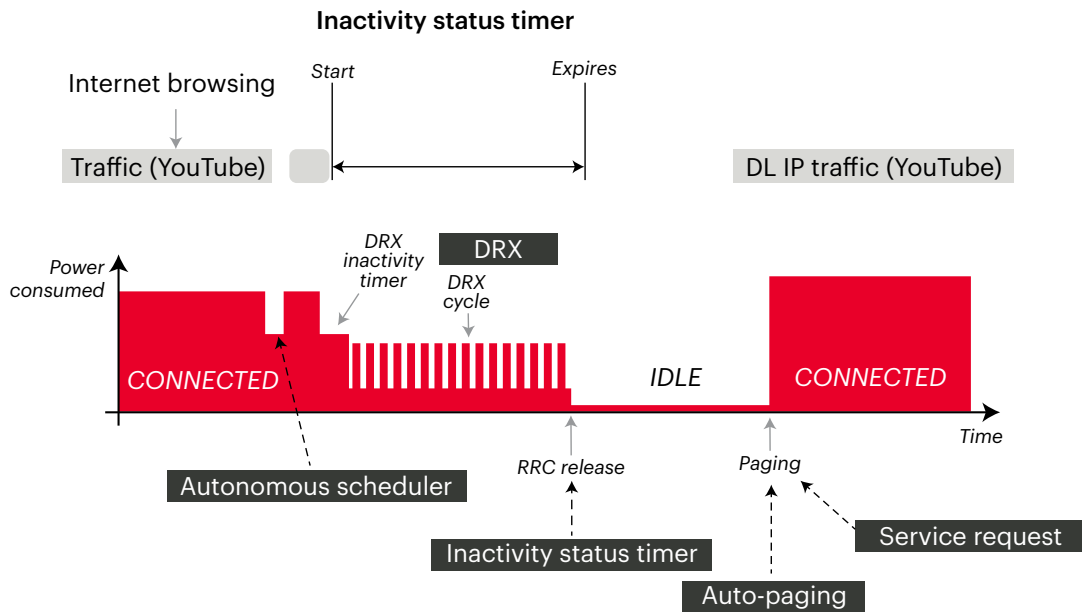 Inactivity status timer
Start
Expires
Internet browsing
Traffic (YouTube)
DL IP traffic (YouTube)
DRX
inactivity
timer
DRX
DRX
cycle
Power
consumed
CONNECTED
IDLE
CONNECTED
Time
RRC release
Paging
Autonomous scheduler
Inactivity status timer
Service request
Auto-paging